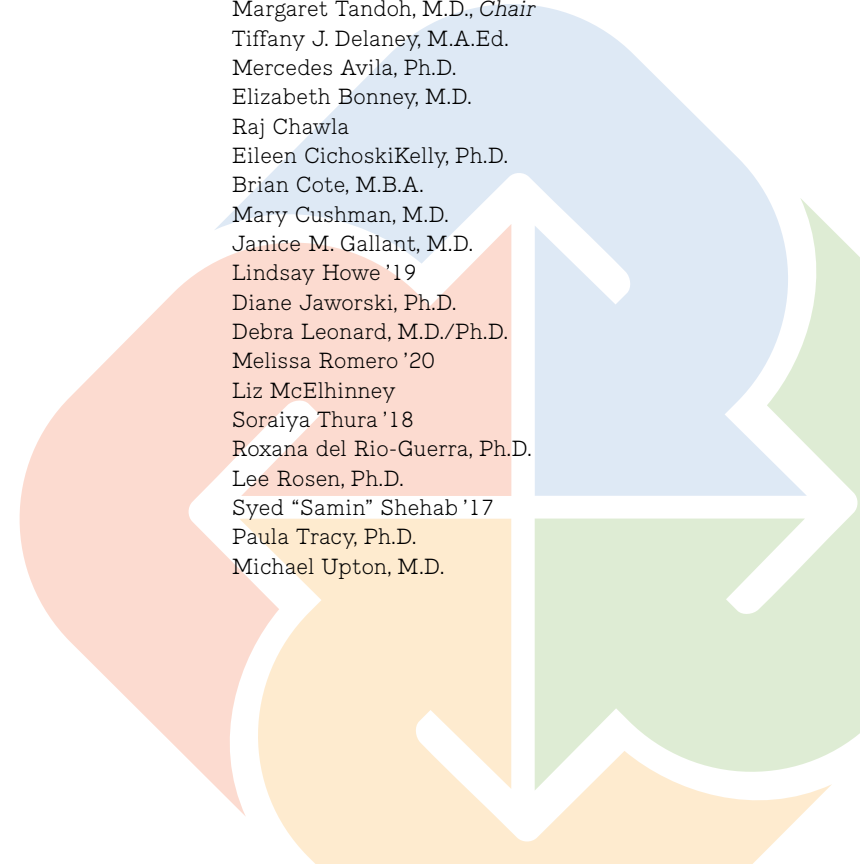 Margaret Tandoh, M.D., Chair
Tiffany J. Delaney, M.A.Ed.
Mercedes Avila, Ph.D.
Elizabeth Bonney, M.D.
Raj Chawla
Eileen CichoskiKelly, Ph.D.
Brian Cote, M.B.A.
Mary Cushman, M.D.
Janice M. Gallant, M.D.
Lindsay Howe ’19
Diane Jaworski, Ph.D.
Debra Leonard, M.D./Ph.D.
Melissa Romero ’20
Liz McElhinney
Soraiya Thura ’18
Roxana del Rio-Guerra, Ph.D.
Lee Rosen, Ph.D.
Syed “Samin” Shehab ’17
Paula Tracy, Ph.D.
Michael Upton, M.D.